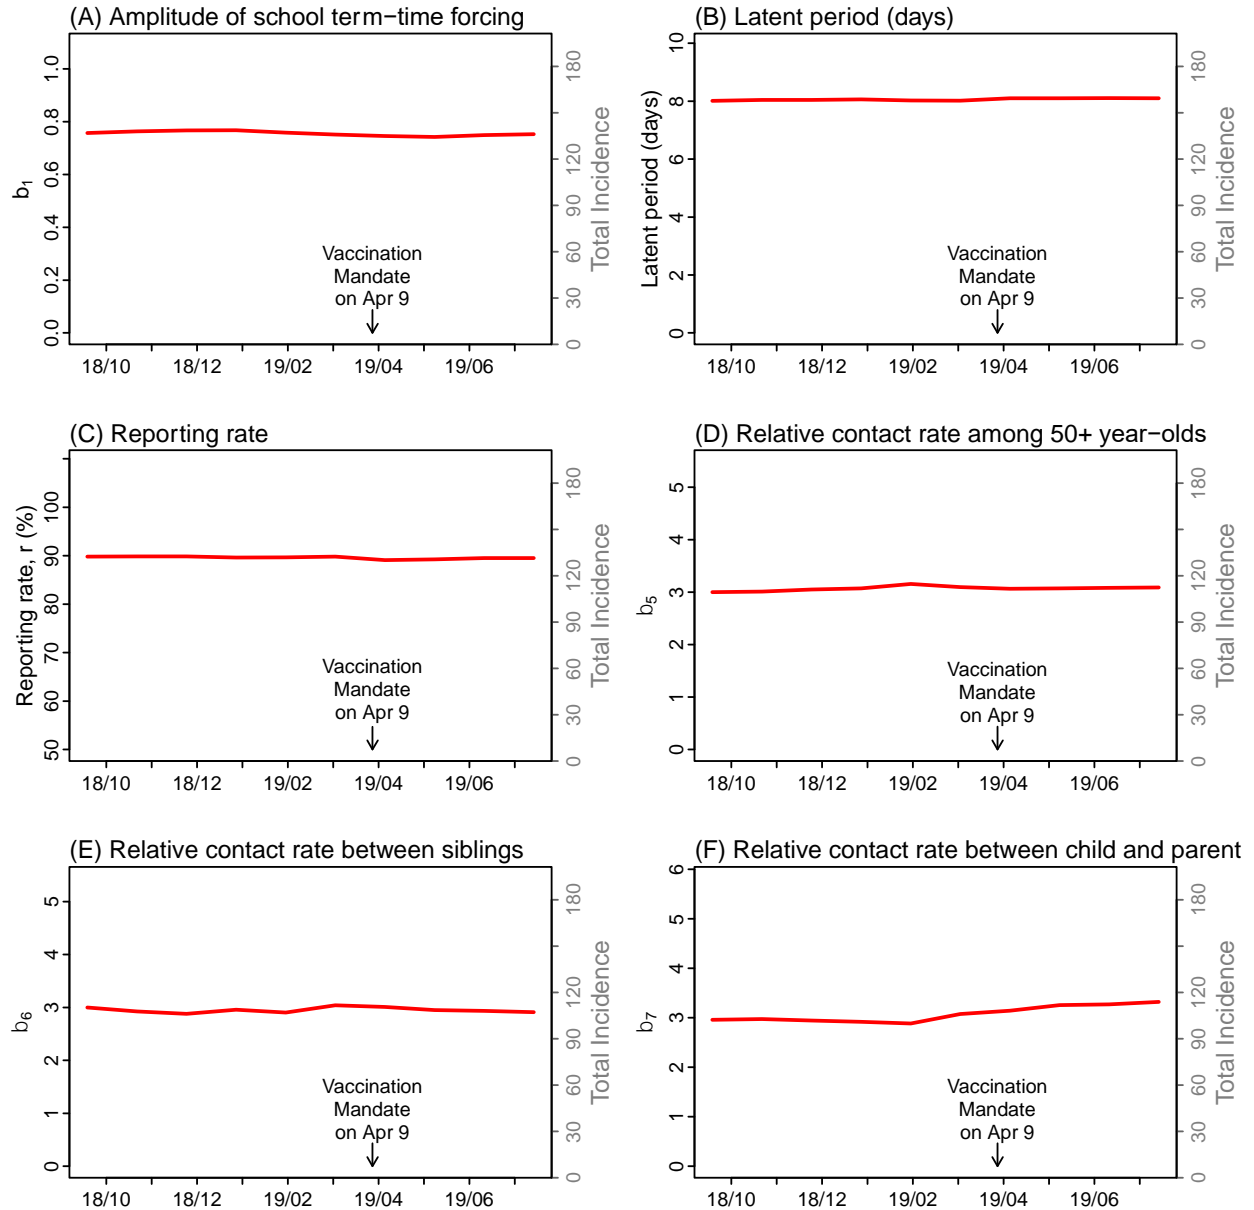 (A) Amplitude of school term−time forcing
b1
0.0 0.2 0.4 0.6 0.8 1.0
Total Incidence
0 30 60 90 120 180
Vaccination
Mandate
on Apr 9
18/10 18/12 19/02 19/04 19/06
(B) Latent period (days)
Latent period (days)
0 2 4 6 8 10
Total Incidence
0 30 60 90 120 180
Vaccination
Mandate
on Apr 9
18/10 18/12 19/02 19/04 19/06
(C) Reporting rate
Reporting rate, r (%)
50 60 70 80 90 100
Total Incidence
0 30 60 90 120 180
Vaccination
Mandate
on Apr 9
18/10 18/12 19/02 19/04 19/06
(D) Relative contact rate among 50+ year−olds
b5
0 1 2 3 4 5
Total Incidence
0 30 60 90 120 180
Vaccination
Mandate
on Apr 9
18/10 18/12 19/02 19/04 19/06
(E) Relative contact rate between siblings
b6
0 1 2 3 4 5
Total Incidence
0 30 60 90 120 180
Vaccination
Mandate
on Apr 9
18/10 18/12 19/02 19/04 19/06
(F) Relative contact rate between child and parent
b7
0 1 2 3 4 5 6
Total Incidence
0 30 60 90 120 180
Vaccination
Mandate
on Apr 9
18/10 18/12 19/02 19/04 19/06